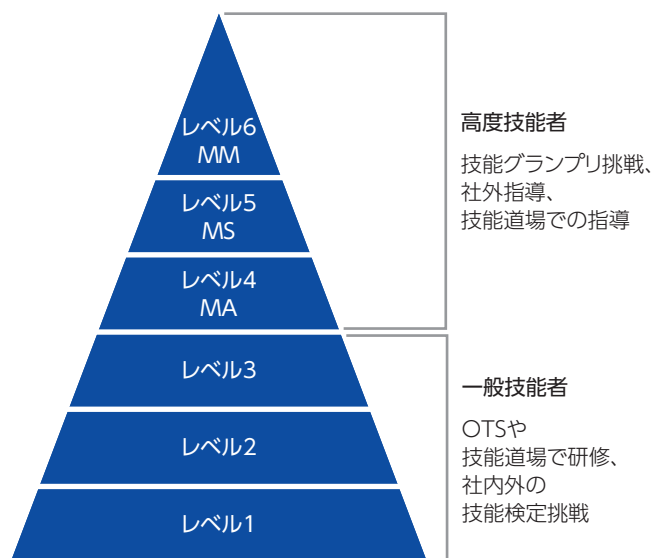 レベル6
MM
レベル5
MS
レベル4
MA
レベル3
レベル2
レベル1
高度技能者
技能グランプリ挑戦、
社外指導、
技能道場での指導
一般技能者
OTSや
技能道場で研修、
社内外の
技能検定挑戦